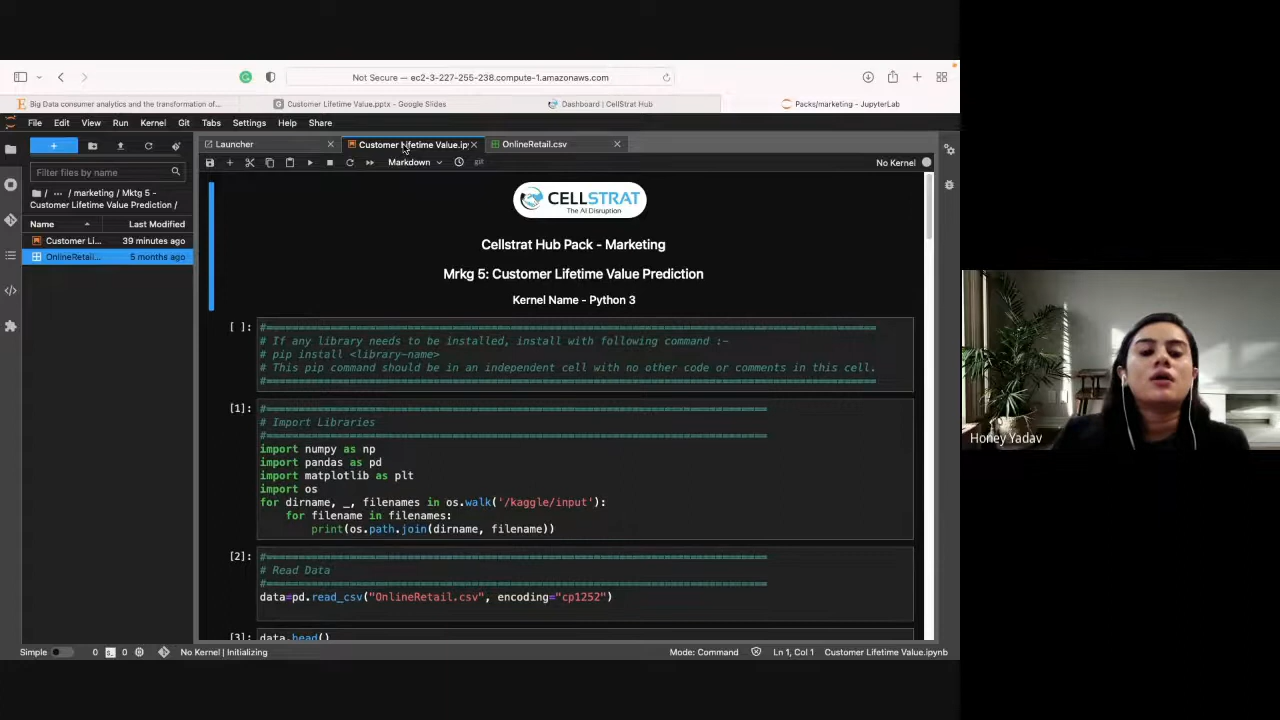 Not Secure — ec2-3-227-255-238.compute-1.amazonaws.com
Big Data consumer analytics and the transformation of...
Customer Lifetime Value.pptx - Google Slides
Dashboard | CellStrat Hub
Packs/marketing - JupyterLab
File Edit View Run Kernel Git Tabs Settings Help Share
Launcher
Customer Lifetime Value.ip
OnlineRetail.csv
Markdown
git
No Kernel
Filter files by name
/ ... / marketing / Mktg 5 -
Customer Lifetime Value Prediction /
Name Last Modified
Customer Li... 39 minutes ago
OnlineRetail... 5 months ago
CELLSTRAT
The AI Disruption
Cellstrat Hub Pack - Marketing
Mrkg 5: Customer Lifetime Value Prediction
Kernel Name - Python 3
[ ]:
# If any library needs to be installed, install with following command :-
# pip install <library-name>
# This pip command should be in an independent cell with no other code or comments in this cell.
[1]:
# Import Libraries
import numpy as np
import pandas as pd
import matplotlib as plt
import os
for dirname, _, filenames in os.walk('/kaggle/input'):
for filename in filenames:
print(os.path.join(dirname, filename))
[2]:
# Read Data
data=pd.read_csv("OnlineRetail.csv", encoding="cp1252")
[3]: data.head()
Simple 0 0 No Kernel | Initializing
Mode: Command Ln 1, Col 1 Customer Lifetime Value.ipynb
Honey Yadav